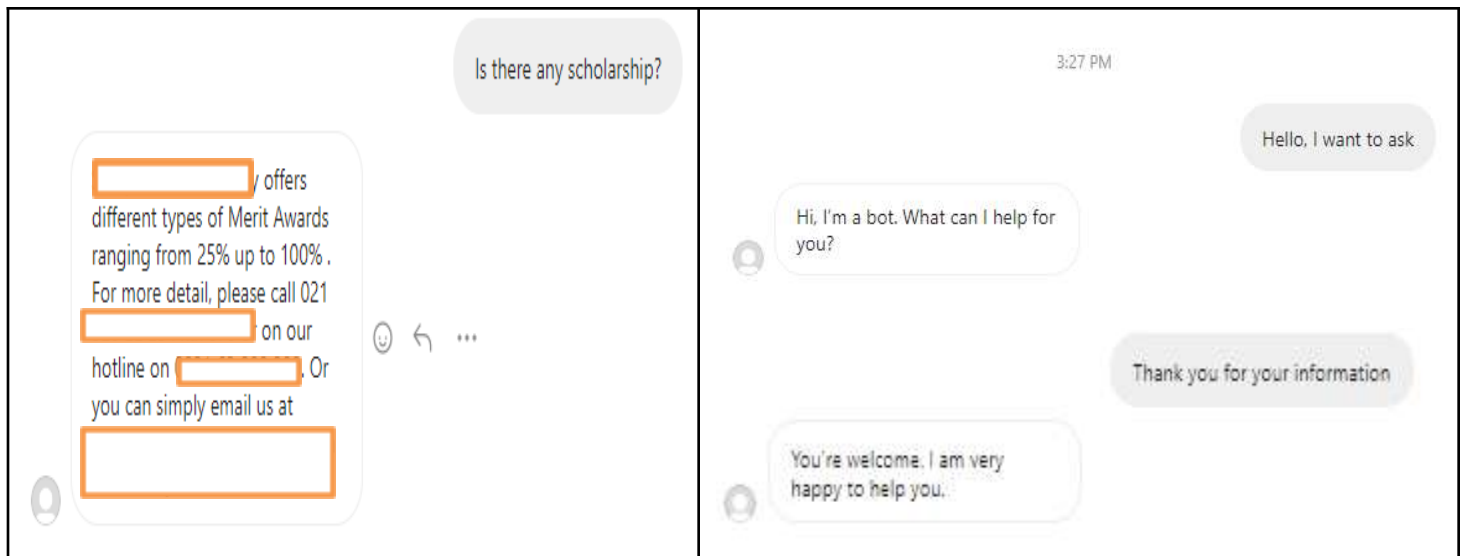 Is there any scholarship?
offers
different types of Merit Awards
ranging from 25% up to 100% .
For more detail, please call 021
on our
hotline on
. Or
you can simply email us at
3:27 PM
Hello, I want to ask
Hi, I'm a bot. What can I help for
you?
Thank you for your information
You're welcome. I am very
happy to help you.